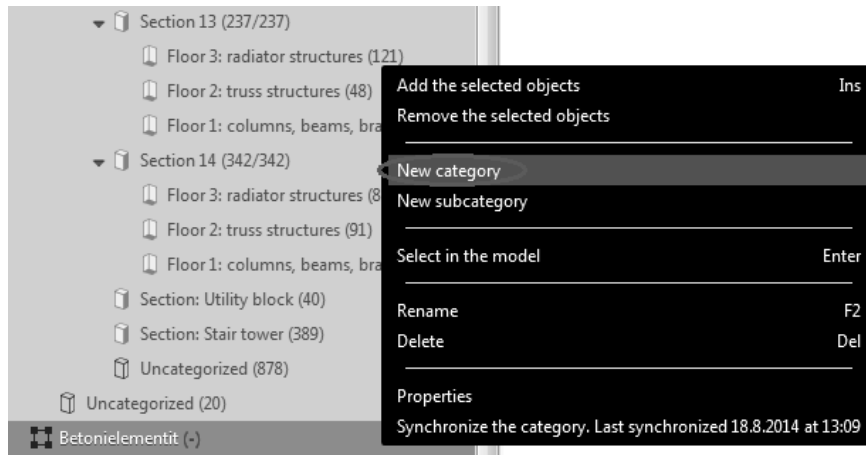 Section 13 (237/237)
Floor 3: radiator structures (121)
Floor 2: truss structures (48)
Floor 1: columns, beams, bra
Section 14 (342/342)
Floor 3: radiator structures (8
Floor 2: truss structures (91)
Floor 1: columns, beams, bra
Section: Utility block (40)
Section: Stair tower (389)
Uncategorized (878)
Uncategorized (20)
Betonielementit (-)
Add the selected objects Ins
Remove the selected objects
New category
New subcategory
Select in the model Enter
Rename F2
Delete Del
Properties
Synchronize the category. Last synchronized 18.8.2014 at 13:09